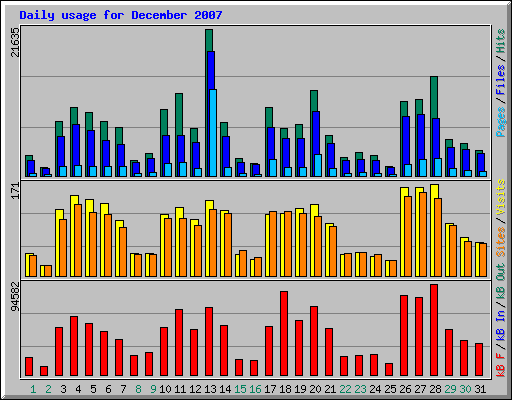 Daily usage for December 2007
21635
Pages / Files / Hits
171
Sites / Visits
94582
kB F / kB In / kB Out
1 2 3 4 5 6 7 8 9 10 11 12 13 14 15 16 17 18 19 20 21 22 23 24 25 26 27 28 29 30 31